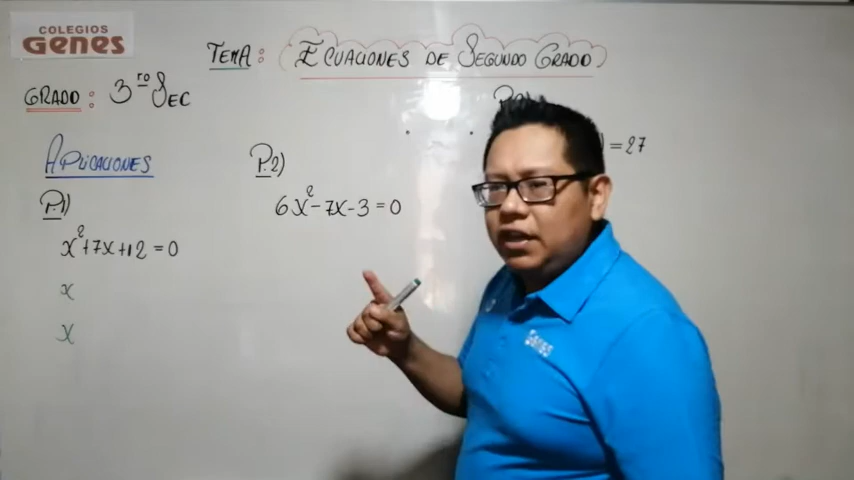 COLEGIOS
GENES
TEMA: ECUACIONES DE SEGUNDO GRADO
GRADO: 3ro SEC
APLICACIONES
P.1)
x²+7x+12=0
x
x
P.2)
6x²-7x-3=0
=27
Genes